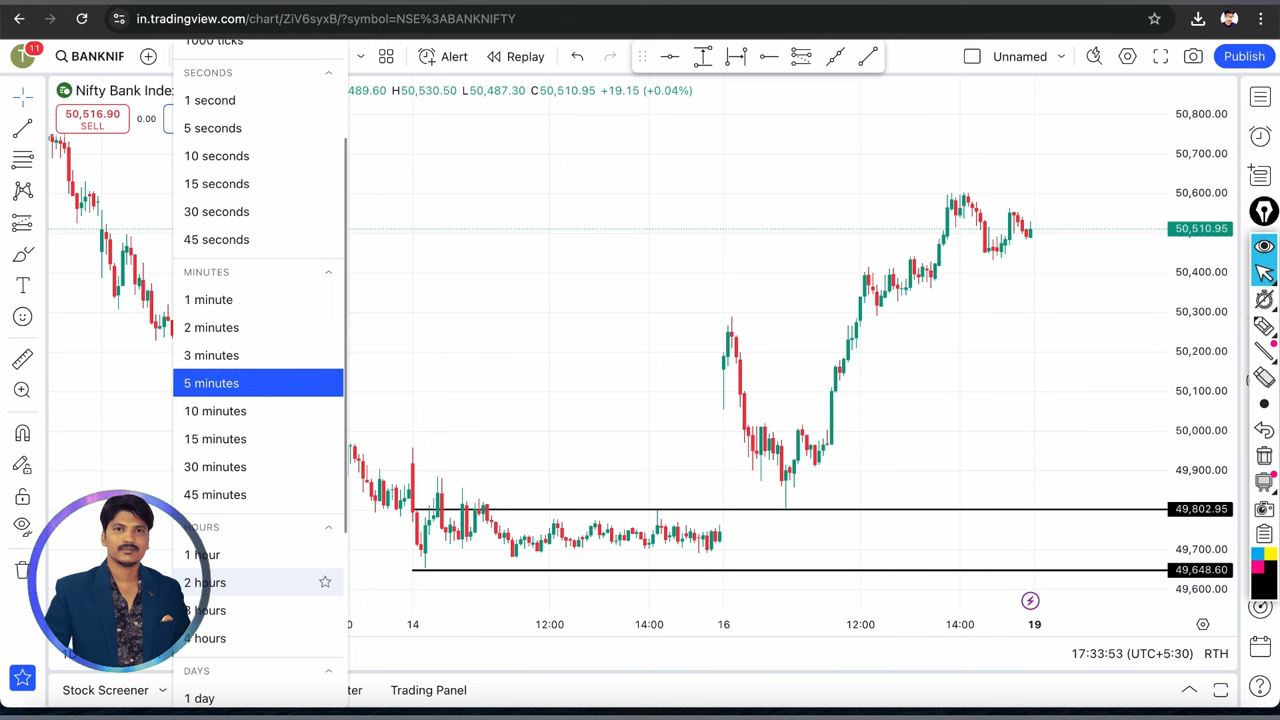 in.tradingview.com/chart/ZiV6syxB/?symbol=NSE%3ABANKNIFTY
11
T
BANKNIF
Alert
Replay
Unnamed
Publish
1000 ticks
SECONDS
1 second
5 seconds
10 seconds
15 seconds
30 seconds
45 seconds
MINUTES
1 minute
2 minutes
3 minutes
5 minutes
10 minutes
15 minutes
30 minutes
45 minutes
HOURS
1 hour
2 hours
3 hours
4 hours
DAYS
1 day
Nifty Bank Inde
489.60 H50,530.50 L50,487.30 C50,510.95 +19.15 (+0.04%)
50,516.90
SELL
0.00
50,800.00
50,700.00
50,600.00
50,510.95
50,400.00
50,300.00
50,200.00
50,100.00
50,000.00
49,900.00
49,802.95
49,700.00
49,648.60
49,600.00
14 12:00 14:00 16 12:00 14:00 19
17:33:53 (UTC+5:30) RTH
Stock Screener
ter
Trading Panel